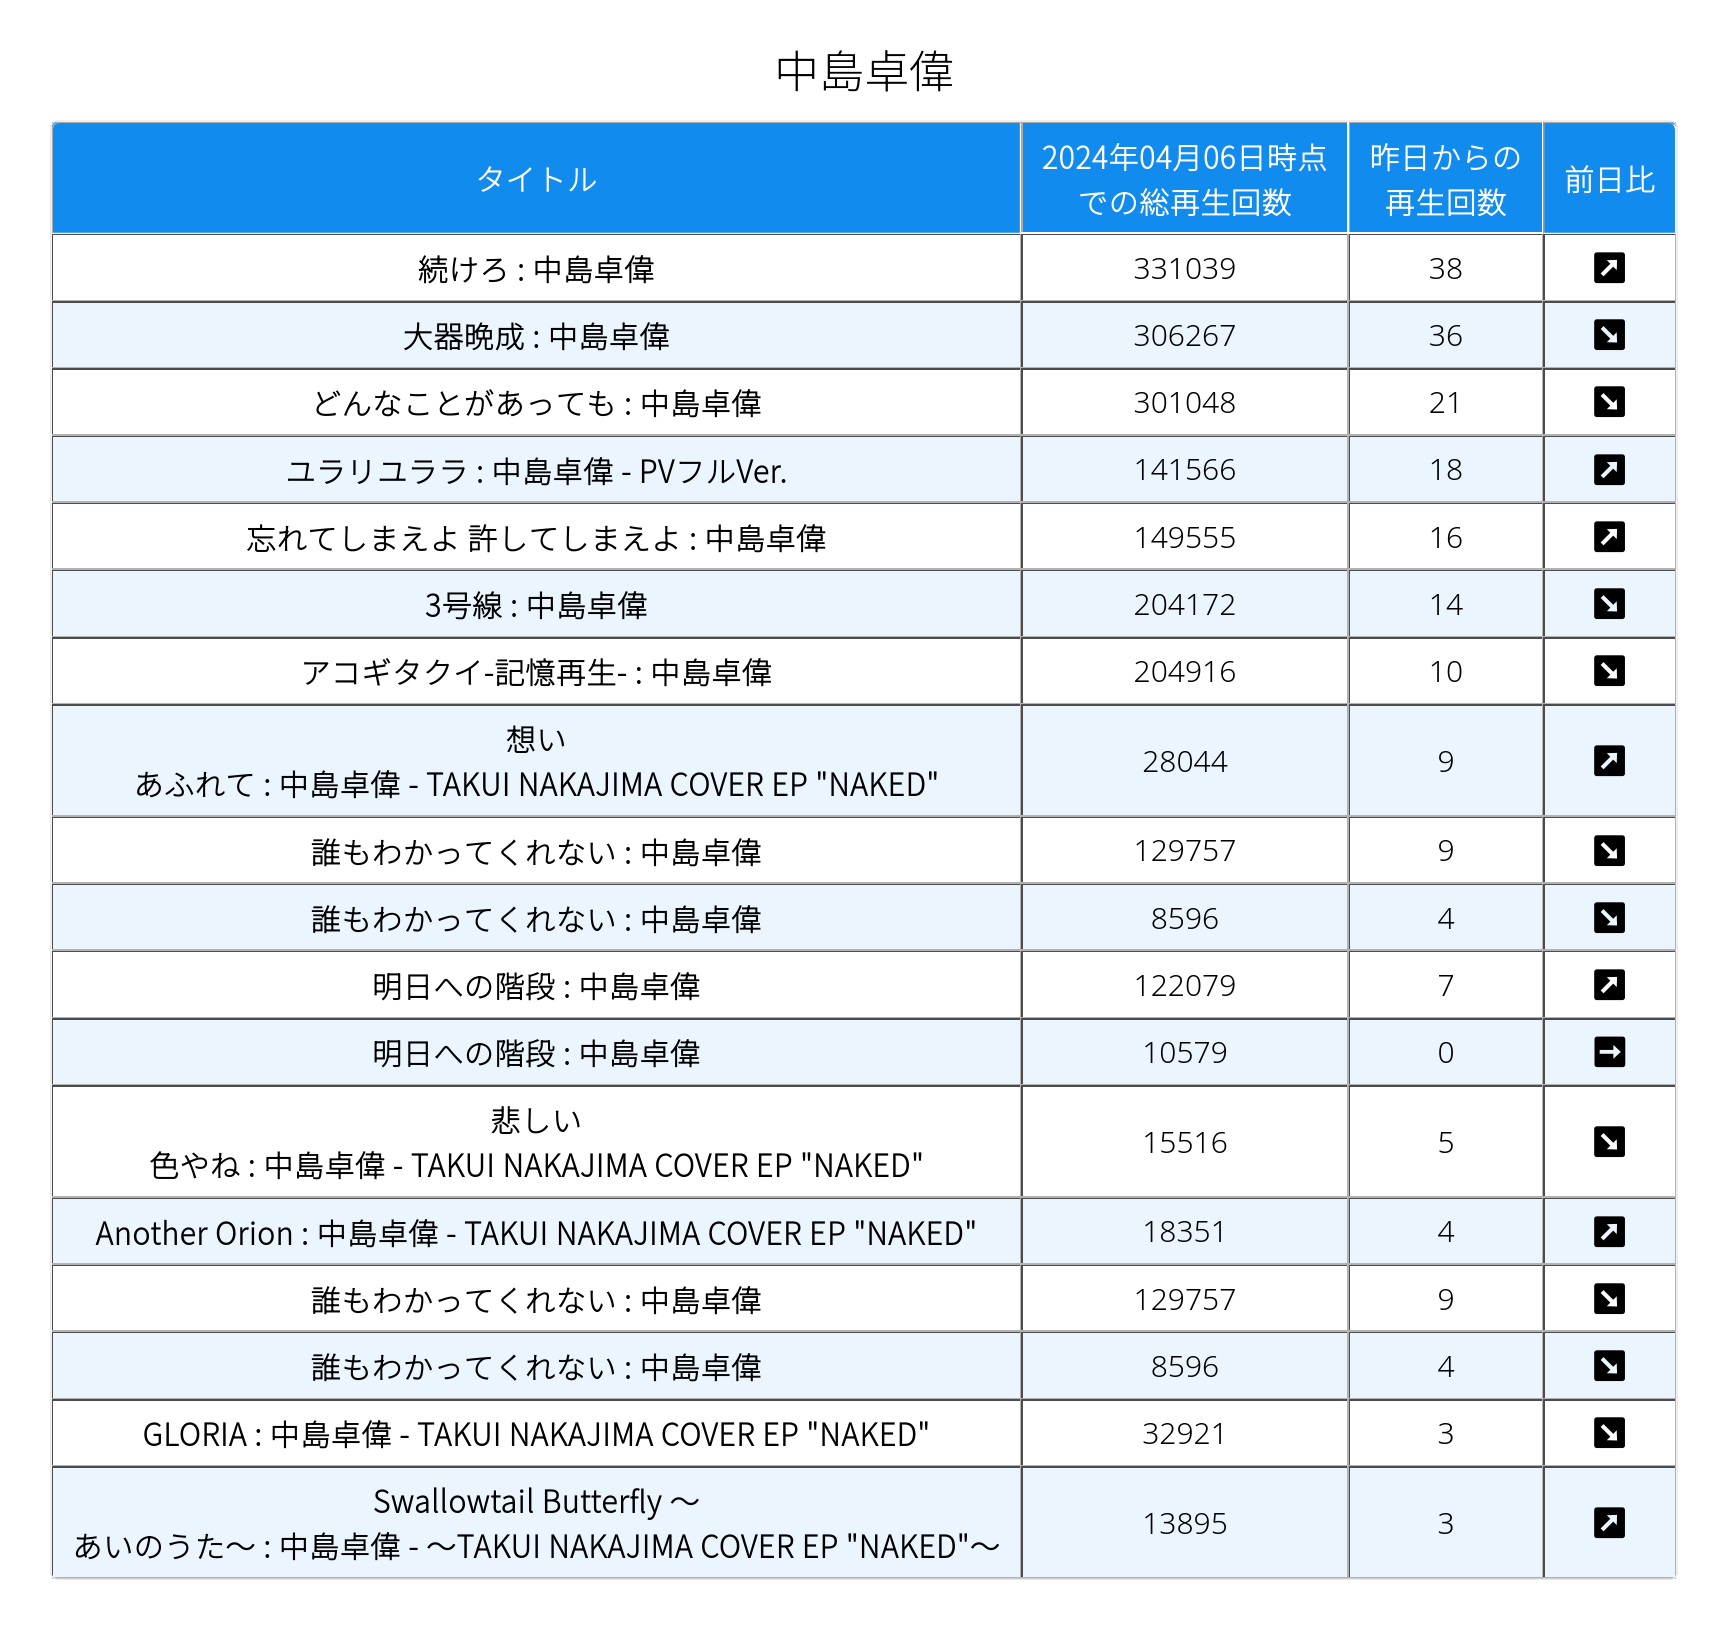 中島卓偉
タイトル
2024年04月06日時点
での総再生回数
昨日からの
再生回数
前日比
続けろ : 中島卓偉 331039 38 ↗
大器晩成 : 中島卓偉 306267 36 ↘
どんなことがあっても : 中島卓偉 301048 21 ↘
ユラリユララ : 中島卓偉 - PVフルVer. 141566 18 ↗
忘れてしまえよ 許してしまえよ : 中島卓偉 149555 16 ↗
3号線 : 中島卓偉 204172 14 ↘
アコギタクイ-記憶再生- : 中島卓偉 204916 10 ↘
想い
あふれて : 中島卓偉 - TAKUI NAKAJIMA COVER EP "NAKED" 28044 9 ↗
誰もわかってくれない : 中島卓偉 129757 9 ↘
誰もわかってくれない : 中島卓偉 8596 4 ↘
明日への階段 : 中島卓偉 122079 7 ↗
明日への階段 : 中島卓偉 10579 0 →
悲しい
色やね : 中島卓偉 - TAKUI NAKAJIMA COVER EP "NAKED" 15516 5 ↘
Another Orion : 中島卓偉 - TAKUI NAKAJIMA COVER EP "NAKED" 18351 4 ↗
誰もわかってくれない : 中島卓偉 129757 9 ↘
誰もわかってくれない : 中島卓偉 8596 4 ↘
GLORIA : 中島卓偉 - TAKUI NAKAJIMA COVER EP "NAKED" 32921 3 ↘
Swallowtail Butterfly ～
あいのうた～ : 中島卓偉 - ～TAKUI NAKAJIMA COVER EP "NAKED"～ 13895 3 ↗